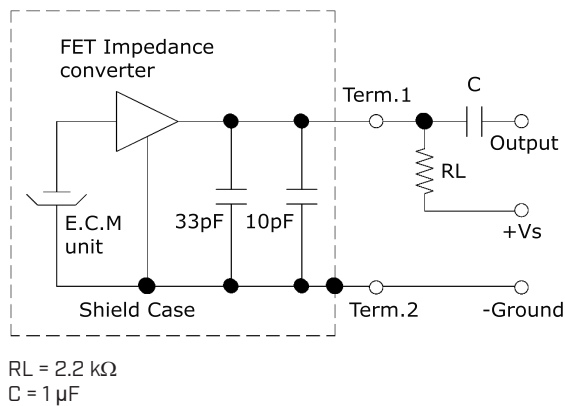 FET Impedance
converter
Term.1
C
Output
RL
+Vs
E.C.M
unit
33pF
10pF
Shield Case
Term.2
-Ground
RL = 2.2 kΩ
C = 1 µF